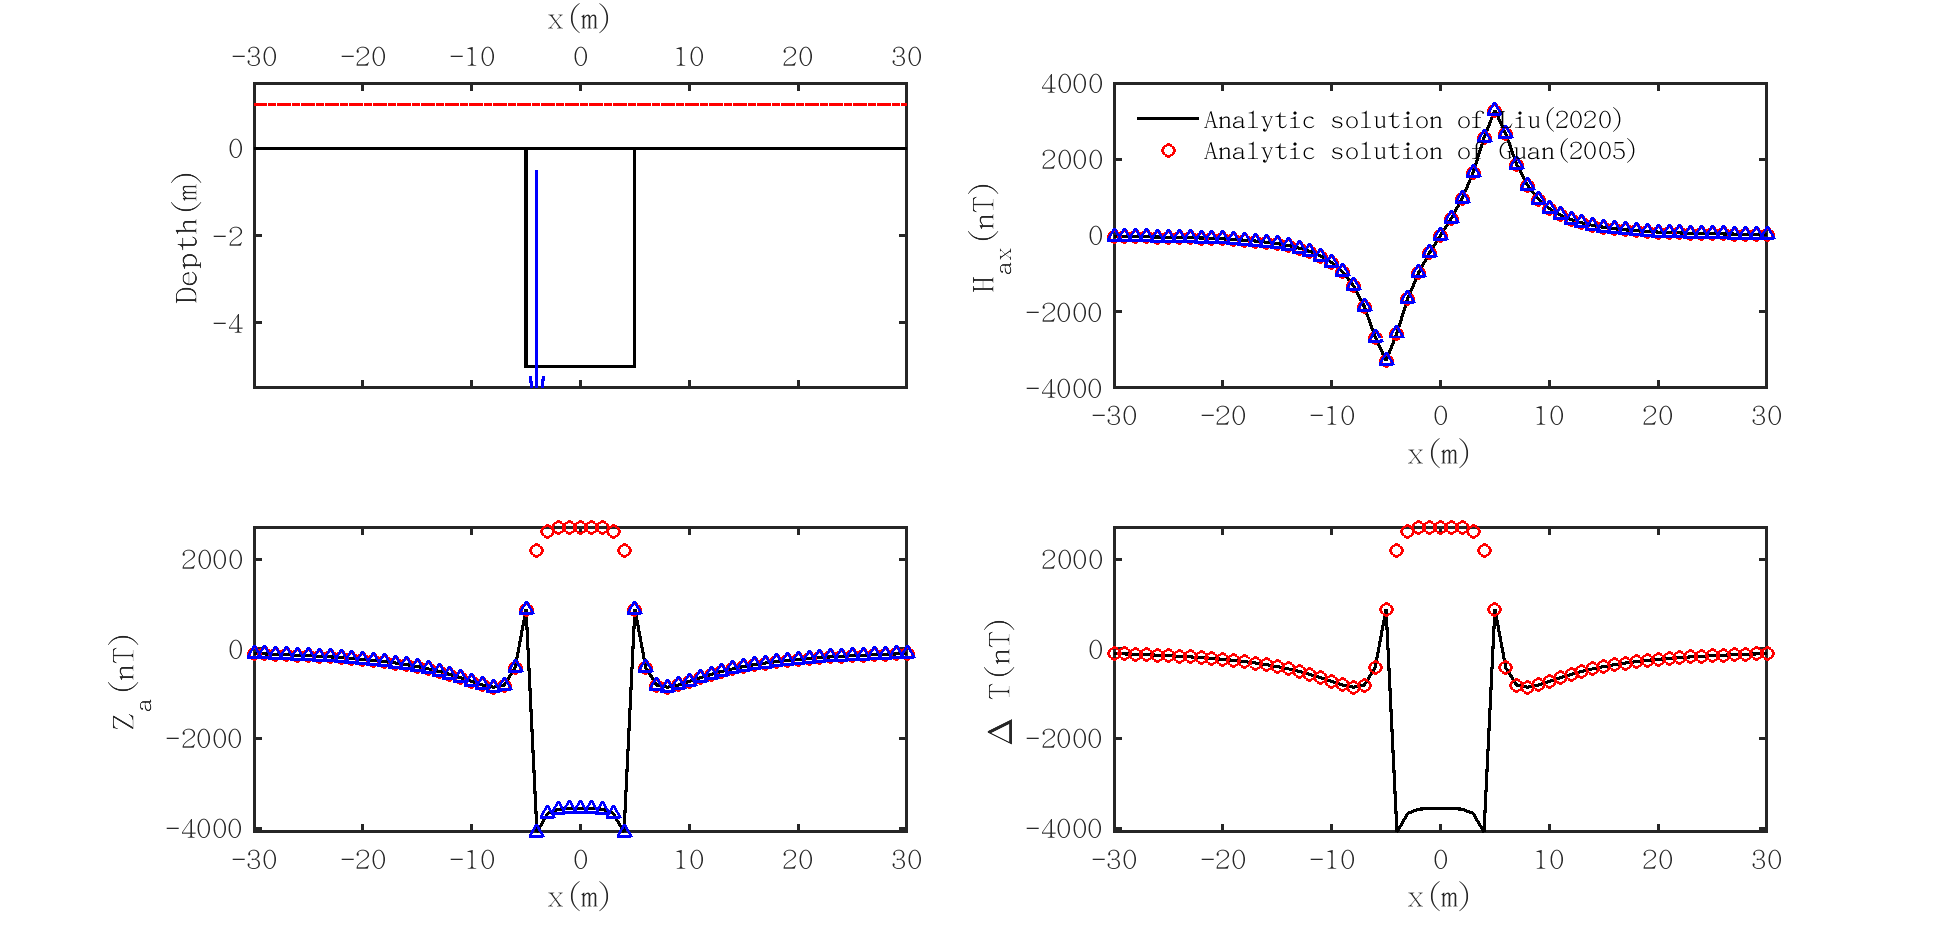 x(m)
-30 -20 -10 0 10 20 30
0
-2
-4
Depth(m)
4000
2000
0
-2000
-4000
H_ax(nT)
Analytic solution of Liu(2020)
Analytic solution of Guan(2005)
-30 -20 -10 0 10 20 30
x(m)
2000
0
-2000
-4000
Z_a(nT)
-30 -20 -10 0 10 20 30
x(m)
2000
0
-2000
-4000
Δ T(nT)
-30 -20 -10 0 10 20 30
x(m)